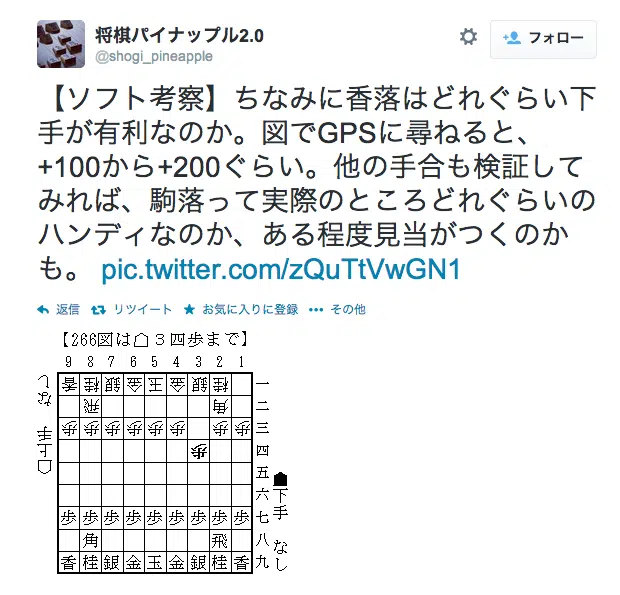 将棋パイナップル2.0
@shogi_pineapple
フォロー
【ソフト考察】ちなみに香落はどれぐらい下
手が有利なのか。図でGPSに尋ねると、
+100から+200ぐらい。他の手合も検証して
みれば、駒落って実際のところどれぐらいの
ハンディなのか、ある程度見当がつくのか
も。 pic.twitter.com/zQuTtVwGN1
返信 リツイート お気に入りに登録 その他
【266図は☖３四歩まで】
9 8 7 6 5 4 3 2 1
香桂銀金玉金銀桂 一
飛 角 二
歩歩歩歩歩歩 歩歩 三
歩 四
五
六
歩歩歩歩歩歩歩歩歩 七
角 飛 八
香桂銀金玉金銀桂香 九
☖上手 なし
☗下手 なし